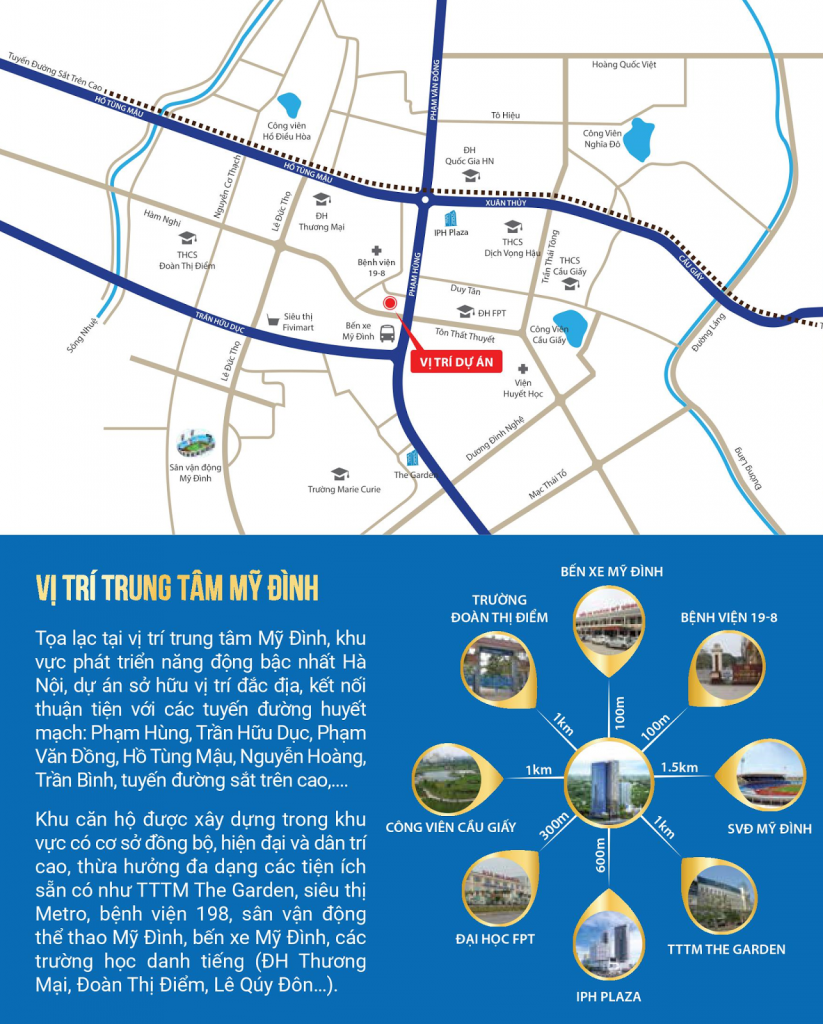 Tuyến Đường Sắt Trên Cao
HỒ TÙNG MẬU
PHẠM VĂN ĐỒNG
Hoàng Quốc Việt
Công viên
Hồ Điều Hòa
Tô Hiệu
Công Viên
Nghĩa Đô
ĐH
Quốc Gia HN
HỒ TÙNG MẬU
Nguyễn Cơ Thạch
Lê Đức Thọ
XUÂN THỦY
Hàm Nghi
ĐH
Thương Mại
IPH Plaza
THCS
Dịch Vọng Hậu
Trần Thái Tông
THCS
Đoàn Thị Điểm
Bệnh viện
19-8
PHẠM HÙNG
THCS
Cầu Giấy
CẦU GIẤY
Duy Tân
ĐH FPT
Sông Nhuệ
TRẦN HỮU DỤC
Siêu thị
Fivimart
Bến xe
Mỹ Đình
Tôn Thất Thuyết
Công Viên
Cầu Giấy
Đường Láng
T
Lê Đức Thọ
VỊ TRÍ DỰ ÁN
Viện
Huyết Học
Dương Đình Nghệ
Sân vận động
Mỹ Đình
Trường Marie Curie
The Garden
Mạc Thái Tổ
Đường Láng
VỊ TRÍ TRUNG TÂM MỸ ĐÌNH
Tọa lạc tại vị trí trung tâm Mỹ Đình, khu
vực phát triển năng động bậc nhất Hà
Nội, dự án sở hữu vị trí đắc địa, kết nối
thuận tiện với các tuyến đường huyết
mạch: Phạm Hùng, Trần Hữu Dục, Phạm
Văn Đồng, Hồ Tùng Mậu, Nguyễn Hoàng,
Trần Bình, tuyến đường sắt trên cao,....
Khu căn hộ được xây dựng trong khu
vực có cơ sở đồng bộ, hiện đại và dân trí
cao, thừa hưởng đa dạng các tiện ích
sẵn có như TTTM The Garden, siêu thị
Metro, bệnh viện 198, sân vận động
thể thao Mỹ Đình, bến xe Mỹ Đình, các
trường học danh tiếng (ĐH Thương
Mại, Đoàn Thị Điểm, Lê Qúy Đôn...).
BẾN XE MỸ ĐÌNH
TRƯỜNG
ĐOÀN THỊ ĐIỂM
BỆNH VIỆN 19-8
1km
100m
100m
1km
1.5km
CÔNG VIÊN CẦU GIẤY
SVĐ MỸ ĐÌNH
300m
600m
1km
ĐẠI HỌC FPT
TTTM THE GARDEN
IPH PLAZA